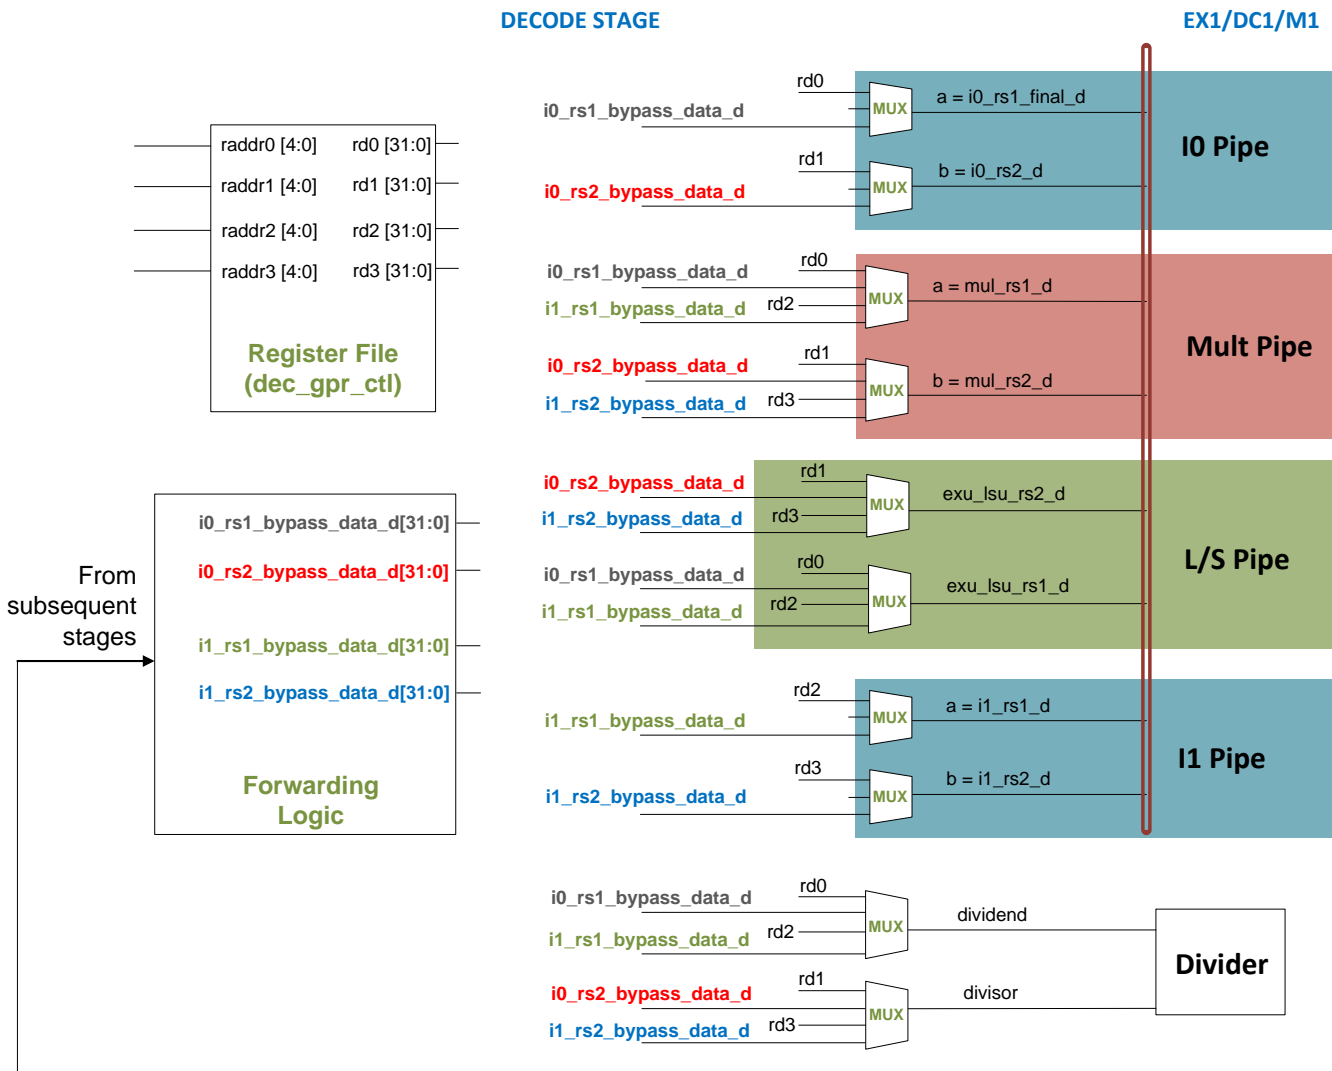 DECODE STAGE
EX1/DC1/M1
raddr0 [4:0] rd0 [31:0]
raddr1 [4:0] rd1 [31:0]
raddr2 [4:0] rd2 [31:0]
raddr3 [4:0] rd3 [31:0]
Register File
(dec_gpr_ctl)
From
subsequent
stages
i0_rs1_bypass_data_d[31:0]
i0_rs2_bypass_data_d[31:0]
i1_rs1_bypass_data_d[31:0]
i1_rs2_bypass_data_d[31:0]
Forwarding
Logic
rd0
i0_rs1_bypass_data_d
MUX
a = i0_rs1_final_d
rd1
i0_rs2_bypass_data_d
MUX
b = i0_rs2_d
I0 Pipe
rd0
i0_rs1_bypass_data_d
i1_rs1_bypass_data_d
rd2
MUX
a = mul_rs1_d
rd1
i0_rs2_bypass_data_d
i1_rs2_bypass_data_d
rd3
MUX
b = mul_rs2_d
Mult Pipe
rd1
i0_rs2_bypass_data_d
i1_rs2_bypass_data_d
rd3
MUX
exu_lsu_rs2_d
rd0
i0_rs1_bypass_data_d
i1_rs1_bypass_data_d
rd2
MUX
exu_lsu_rs1_d
L/S Pipe
rd2
i1_rs1_bypass_data_d
MUX
a = i1_rs1_d
rd3
i1_rs2_bypass_data_d
MUX
b = i1_rs2_d
I1 Pipe
rd0
i0_rs1_bypass_data_d
i1_rs1_bypass_data_d
rd2
MUX
dividend
rd1
i0_rs2_bypass_data_d
i1_rs2_bypass_data_d
rd3
MUX
divisor
Divider